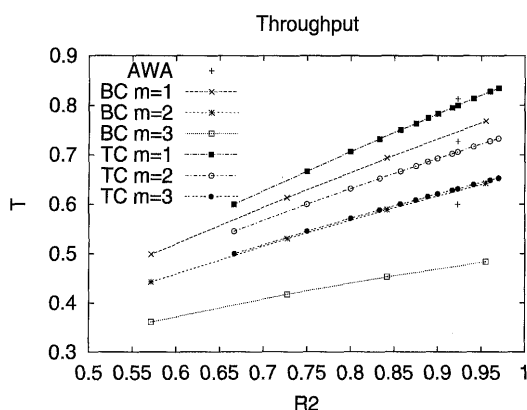 Throughput
0.9
0.8
0.7
0.6
0.5
0.4
0.3
T
AWA
BC m=1
BC m=2
BC m=3
TC m=1
TC m=2
TC m=3
0.5 0.55 0.6 0.65 0.7 0.75 0.8 0.85 0.9 0.95 1
R2